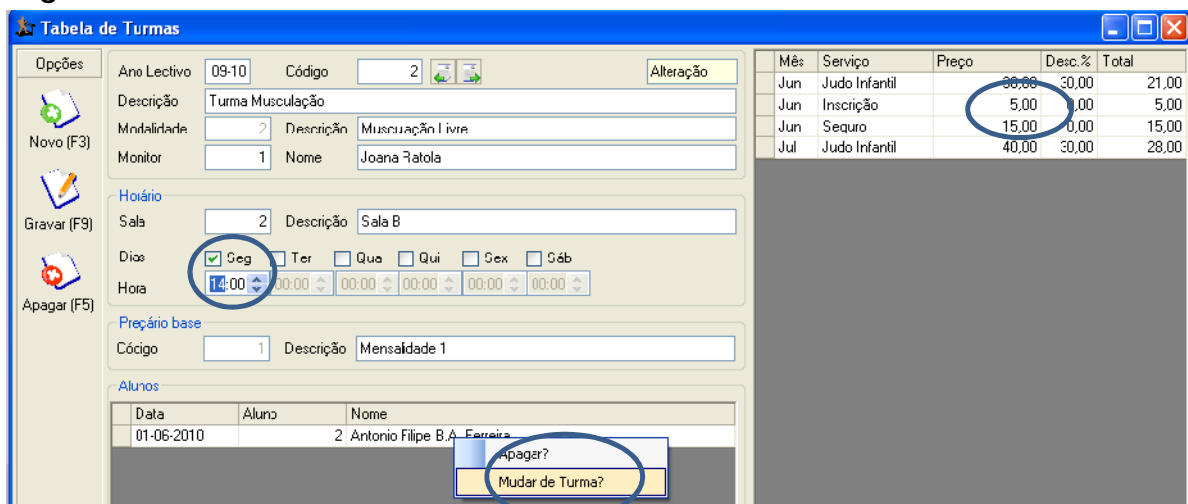 Tabela de Turmas
Opções
Novo (F3)
Gravar (F9)
Apagar (F5)
Ano Lectivo 09-10 Código 2 Alteração
Descrição Turma Musculação
Modalidade 2 Descrição Muscuação Livre
Monitor 1 Nome Joana Ratola
Horário
Sala 2 Descrição Sala B
Dias Seg Ter Qua Qui Sex Sáb
Hora 14:00 00:00 00:00 00:00 00:00 00:00
Preçário base
Código 1 Descrição Mensalidade 1
Alunos
Data Aluno Nome
01-06-2010 2 Antonio Filipe B.A. Ferreira
Apagar?
Mudar de Turma?
Mês Serviço Preço Desc.% Total
Jun Judo Infantil 30,00 30,00 21,00
Jun Inscrição 5,00 0,00 5,00
Jun Seguro 15,00 0,00 15,00
Jul Judo Infantil 40,00 30,00 28,00